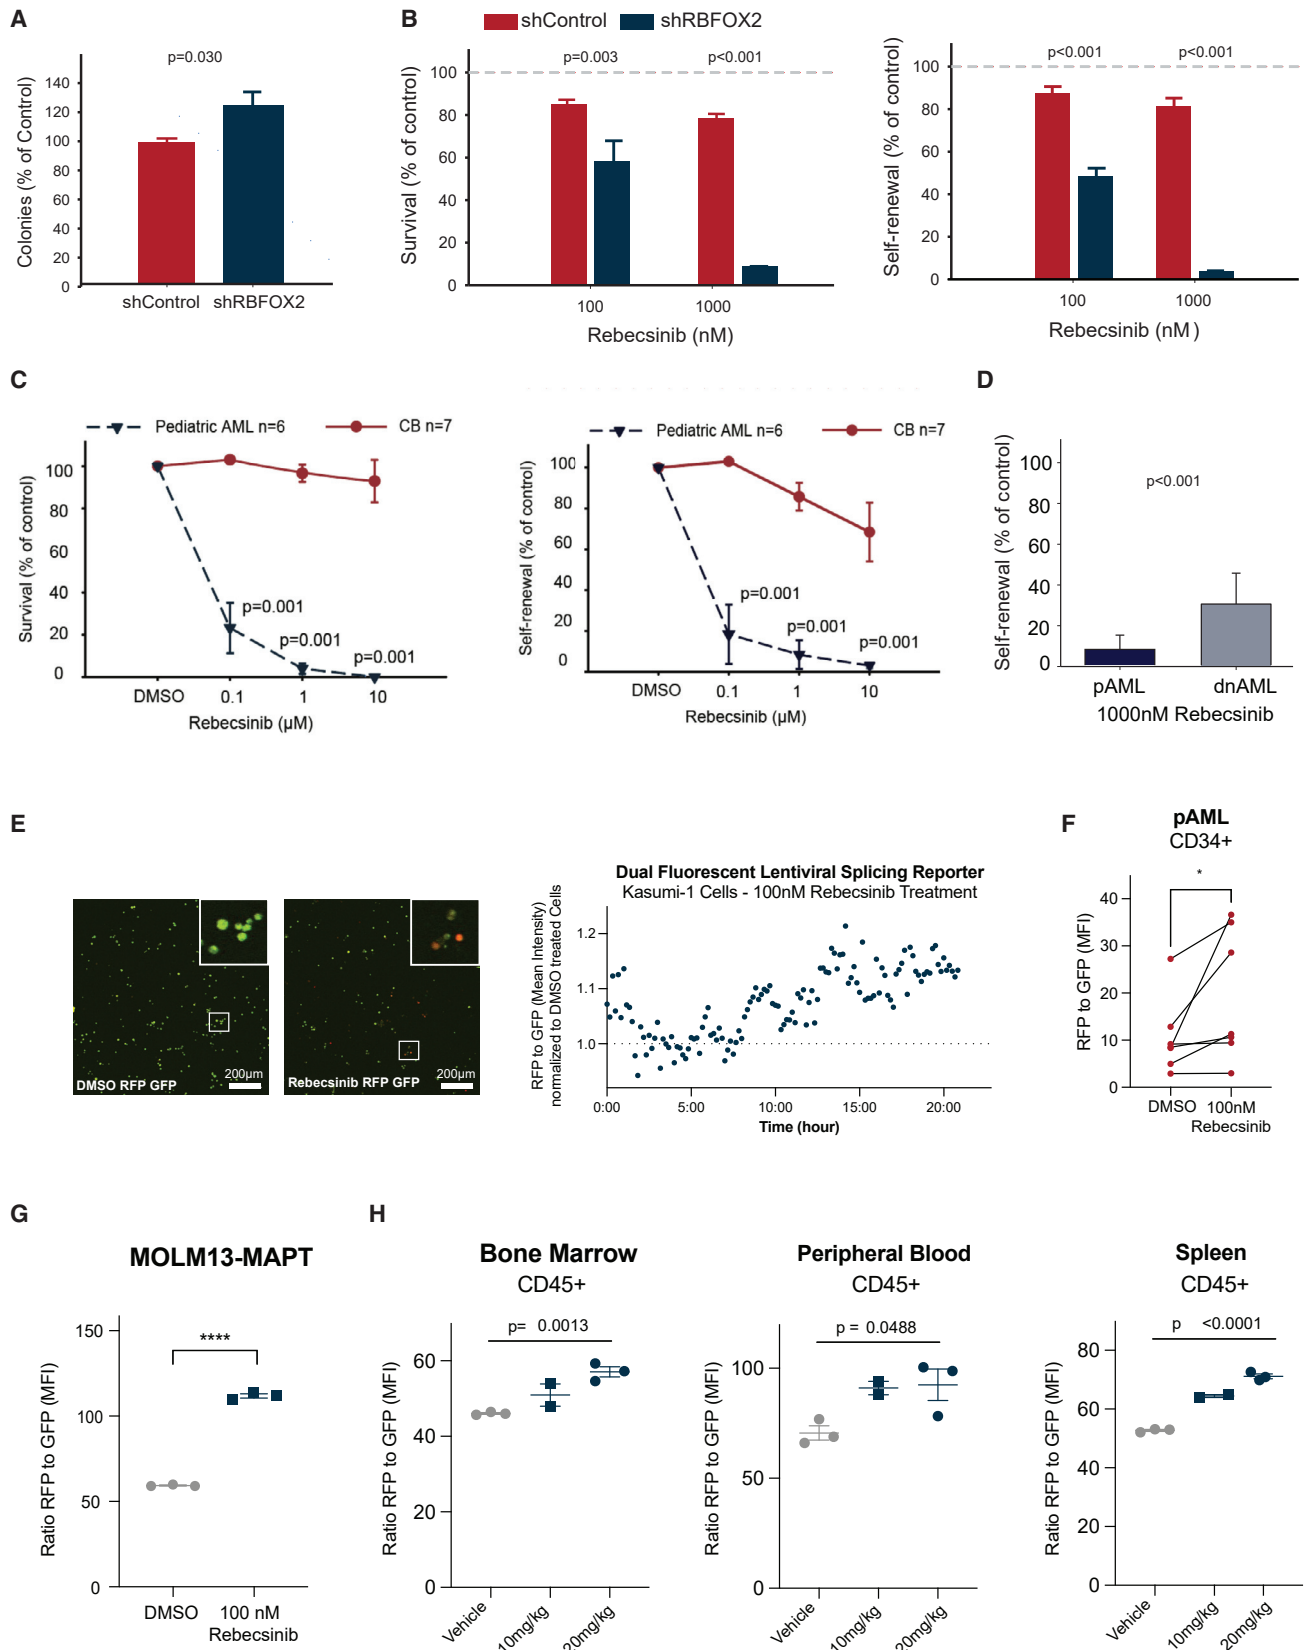 A
p=0.030
Colonies (% of Control)
140
120
100
80
60
40
20
0
shControl shRBFOX2
B
shControl shRBFOX2
Survival (% of control)
p=0.003 p<0.001
100
80
60
40
20
0
100 1000
Rebecsinib (nM)
Self-renewal (% of control)
p<0.001 p<0.001
100
80
60
40
20
0
100 1000
Rebecsinib (nM)
C
Pediatric AML n=6 CB n=7
Survival (% of control)
100
80
60
40
20
0
p=0.001
p=0.001
p=0.001
DMSO 0.1 1 10
Rebecsinib (µM)
Pediatric AML n=6 CB n=7
Self-renewal (% of control)
100
80
60
40
20
0
p=0.001
p=0.001
p=0.001
DMSO 0.1 1 10
Rebecsinib (µM)
D
Self-renewal (% of control)
100
80
60
40
20
0
p<0.001
pAML dnAML
1000nM Rebecsinib
E
DMSO RFP GFP 200µm
Rebecsinib RFP GFP 200µm
Dual Fluorescent Lentiviral Splicing Reporter
Kasumi-1 Cells - 100nM Rebecsinib Treatment
RFP to GFP (Mean Intensity)
normalized to DMSO treated Cells
1.2
1.1
1.0
0:00 5:00 10:00 15:00 20:00
Time (hour)
F
pAML
CD34+
*
RFP to GFP (MFI)
40
30
20
10
0
DMSO 100nM
Rebecsinib
G
MOLM13-MAPT
****
Ratio RFP to GFP (MFI)
150
100
50
0
DMSO 100 nM
Rebecsinib
H
Bone Marrow
CD45+
p= 0.0013
Ratio RFP to GFP (MFI)
60
40
20
0
Vehicle 10mg/kg 20mg/kg
Peripheral Blood
CD45+
p = 0.0488
Ratio RFP to GFP (MFI)
100
50
0
Vehicle 10mg/kg 20mg/kg
Spleen
CD45+
p <0.0001
Ratio RFP to GFP (MFI)
80
60
40
20
0
Vehicle 10mg/kg 20mg/kg